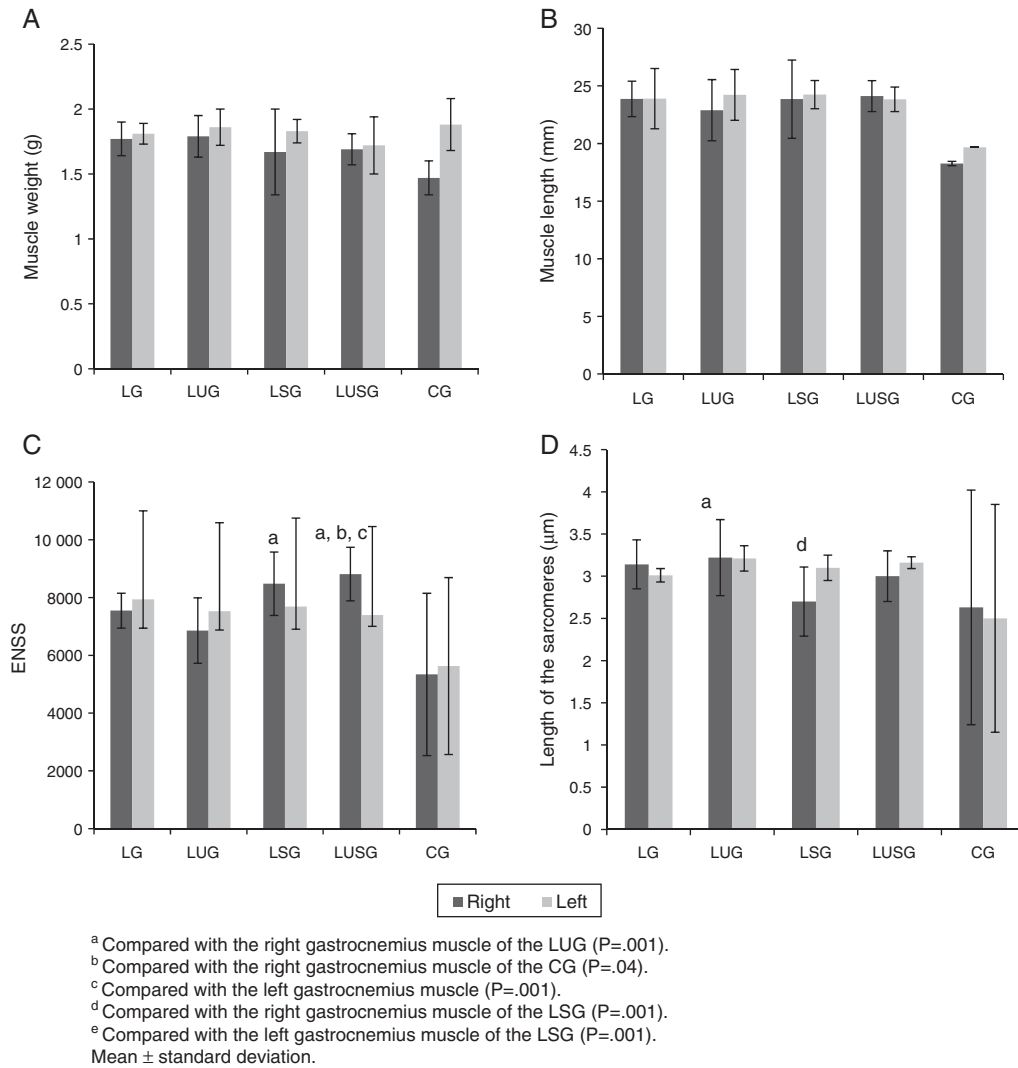 A
Muscle weight (g)
2.5
2
1.5
1
0.5
0
LG LUG LSG LUSG CG
B
Muscle length (mm)
30
25
20
15
10
5
0
LG LUG LSG LUSG CG
C
ENSS
12 000
10 000
8000
6000
4000
2000
0
a
a, b, c
LG LUG LSG LUSG CG
D
Length of the sarcomeres (μm)
4.5
4
3.5
3
2.5
2
1.5
1
0.5
0
a
d
LG LUG LSG LUSG CG
Right Left
a Compared with the right gastrocnemius muscle of the LUG (P=.001).
b Compared with the right gastrocnemius muscle of the CG (P=.04).
c Compared with the left gastrocnemius muscle (P=.001).
d Compared with the right gastrocnemius muscle of the LSG (P=.001).
e Compared with the left gastrocnemius muscle of the LSG (P=.001).
Mean ± standard deviation.